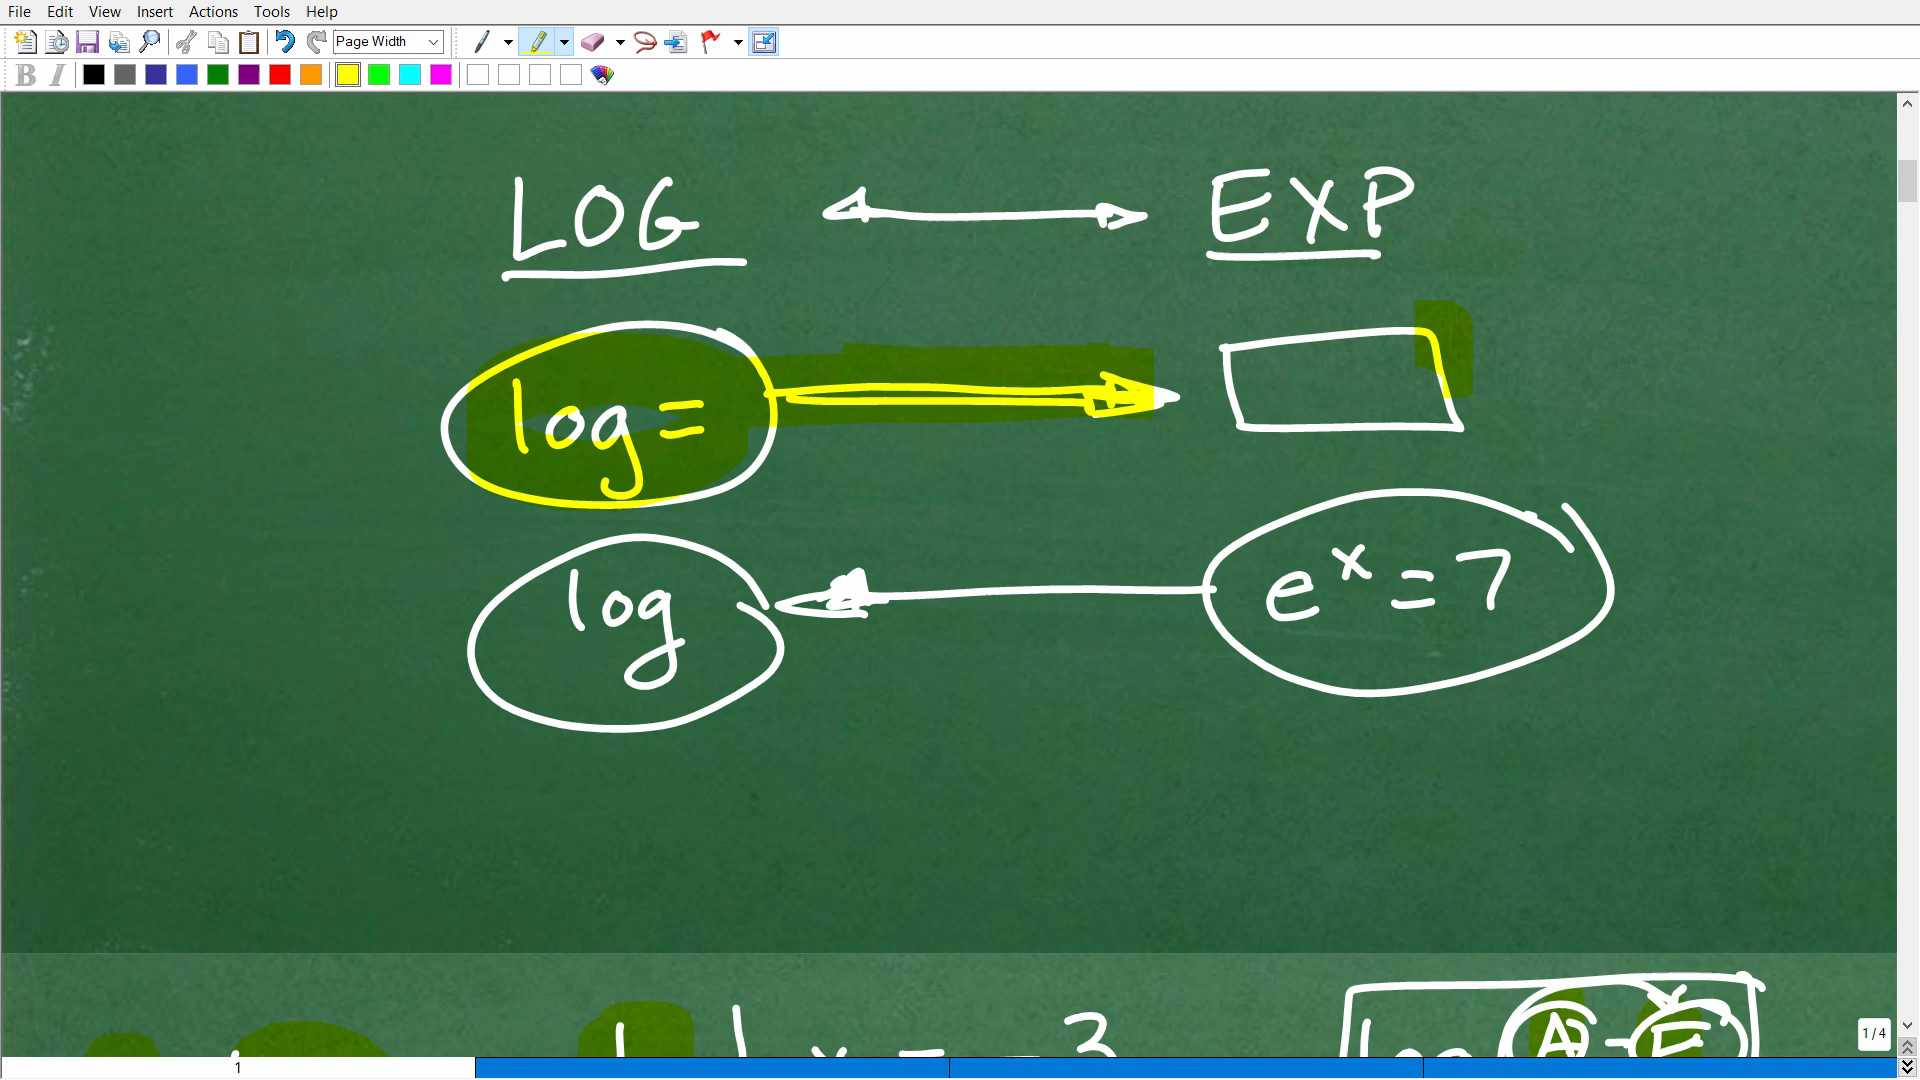 File Edit View Insert Actions Tools Help
Page Width
B I
LOG EXP
log =
log e^x = 7
1 / 4
1